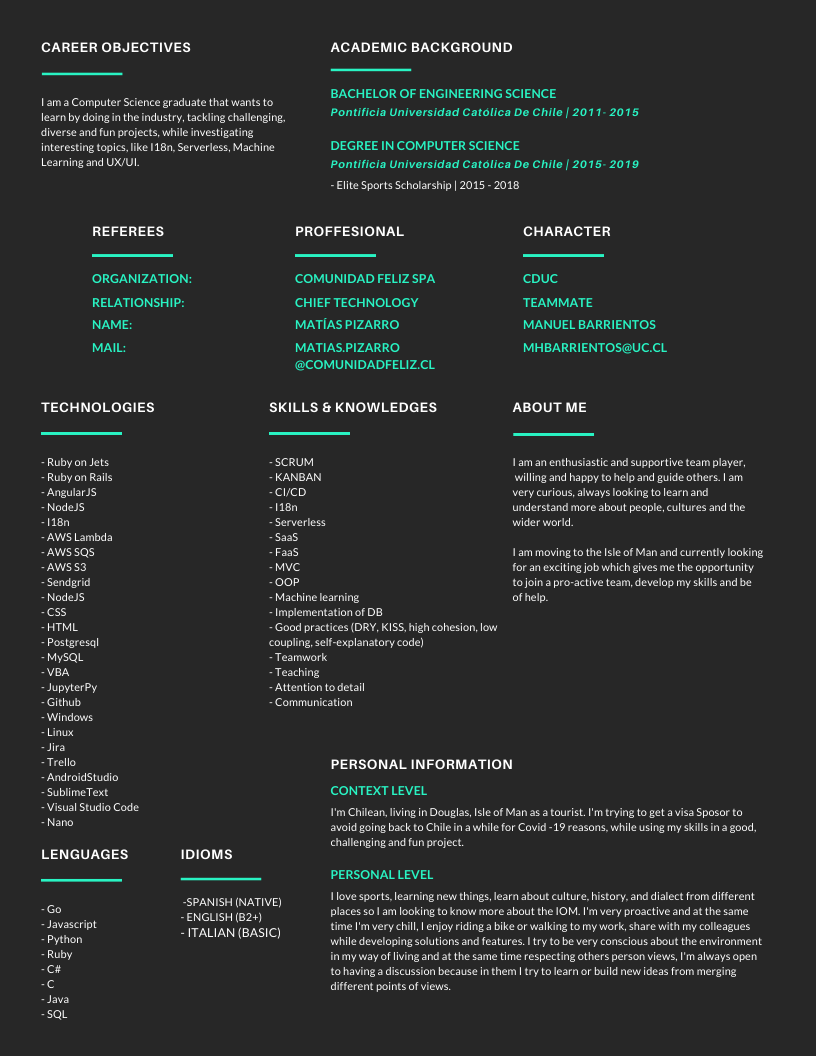 CAREER OBJECTIVES
I am a Computer Science graduate that wants to
learn by doing in the industry, tackling challenging,
diverse and fun projects, while investigating
interesting topics, like I18n, Serverless, Machine
Learning and UX/UI.
ACADEMIC BACKGROUND
BACHELOR OF ENGINEERING SCIENCE
Pontificia Universidad Católica De Chile | 2011- 2015
DEGREE IN COMPUTER SCIENCE
Pontificia Universidad Católica De Chile | 2015- 2019
- Elite Sports Scholarship | 2015 - 2018
REFEREES
PROFFESIONAL
CHARACTER
ORGANIZATION:
COMUNIDAD FELIZ SPA
CDUC
RELATIONSHIP:
CHIEF TECHNOLOGY
TEAMMATE
NAME:
MATÍAS PIZARRO
MANUEL BARRIENTOS
MAIL:
MATIAS.PIZARRO
@COMUNIDADFELIZ.CL
MHBARRIENTOS@UC.CL
TECHNOLOGIES
- Ruby on Jets
- Ruby on Rails
- AngularJS
- NodeJS
- I18n
- AWS Lambda
- AWS SQS
- AWS S3
- Sendgrid
- NodeJS
- CSS
- HTML
- Postgresql
- MySQL
- VBA
- JupyterPy
- Github
- Windows
- Linux
- Jira
- Trello
- AndroidStudio
- SublimeText
- Visual Studio Code
- Nano
SKILLS & KNOWLEDGES
- SCRUM
- KANBAN
- CI/CD
- I18n
- Serverless
- SaaS
- FaaS
- MVC
- OOP
- Machine learning
- Implementation of DB
- Good practices (DRY, KISS, high cohesion, low
coupling, self-explanatory code)
- Teamwork
- Teaching
- Attention to detail
- Communication
ABOUT ME
I am an enthusiastic and supportive team player,
willing and happy to help and guide others. I am
very curious, always looking to learn and
understand more about people, cultures and the
wider world.
I am moving to the Isle of Man and currently looking
for an exciting job which gives me the opportunity
to join a pro-active team, develop my skills and be
of help.
LENGUAGES
- Go
- Javascript
- Python
- Ruby
- C#
- C
- Java
- SQL
IDIOMS
-SPANISH (NATIVE)
- ENGLISH (B2+)
- ITALIAN (BASIC)
PERSONAL INFORMATION
CONTEXT LEVEL
I'm Chilean, living in Douglas, Isle of Man as a tourist. I'm trying to get a visa Sposor to
avoid going back to Chile in a while for Covid -19 reasons, while using my skills in a good,
challenging and fun project.
PERSONAL LEVEL
I love sports, learning new things, learn about culture, history, and dialect from different
places so I am looking to know more about the IOM. I'm very proactive and at the same
time I'm very chill, I enjoy riding a bike or walking to my work, share with my colleagues
while developing solutions and features. I try to be very conscious about the environment
in my way of living and at the same time respecting others person views, I'm always open
to having a discussion because in them I try to learn or build new ideas from merging
different points of views.